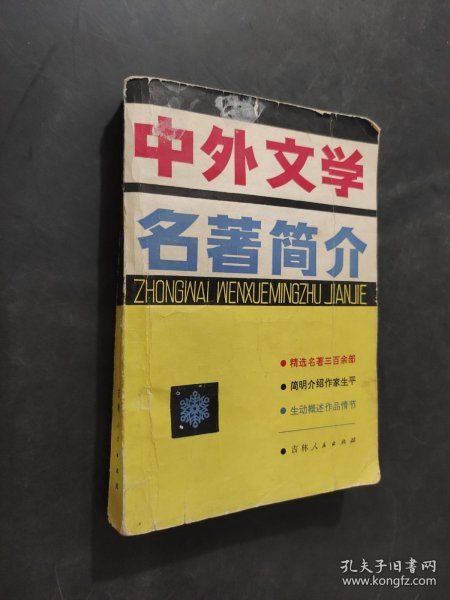 中外文学
名著简介
ZHONGWAI WENXUEMINGZHU JIANJIE
●精选名著三百余部
●简明介绍作家生平
●生动概述作品情节
●吉林人民出版社
孔夫子旧书网
www.kongfz.com